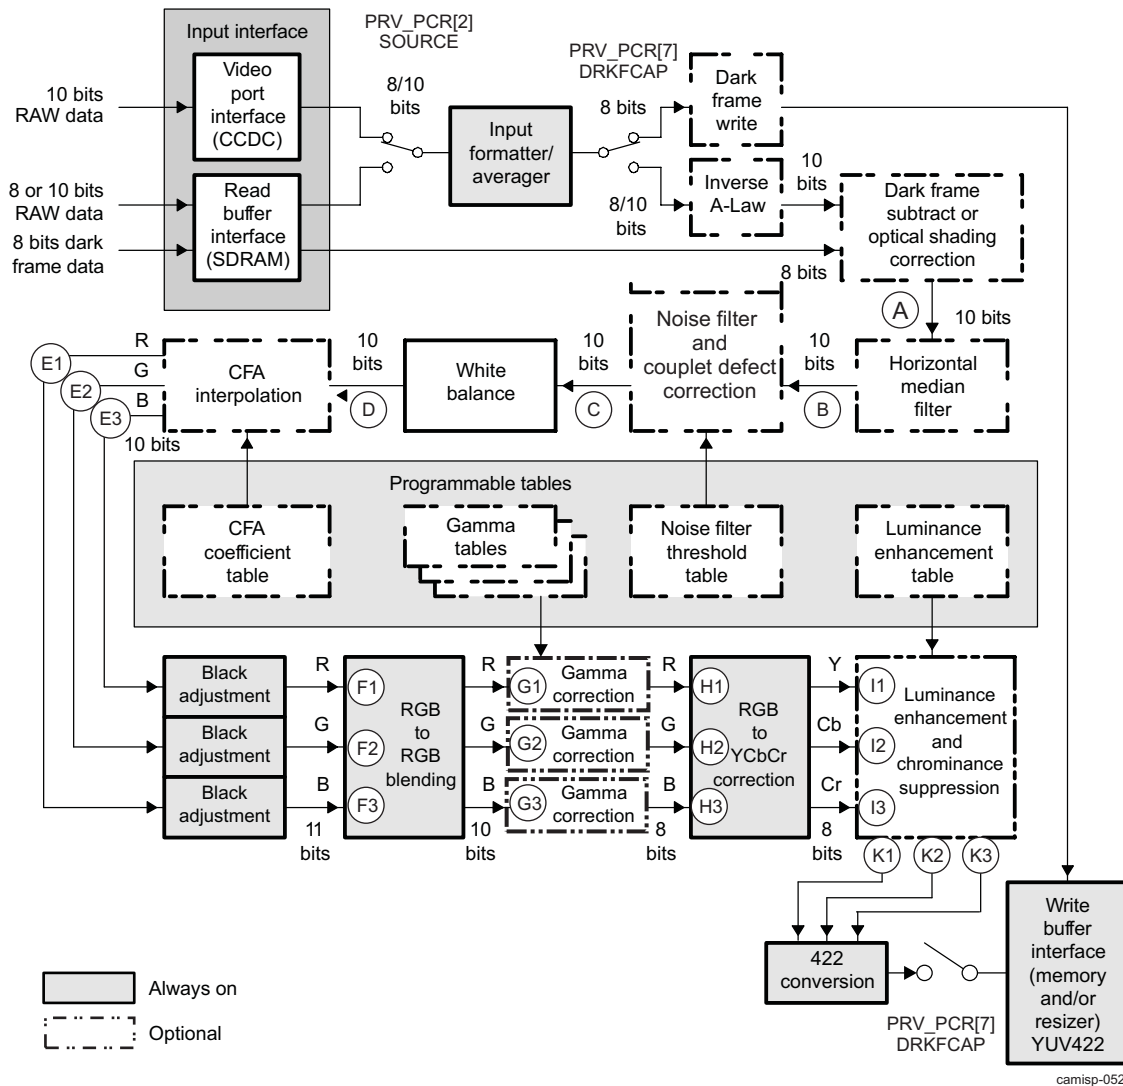 Input interface
PRV_PCR[2]
SOURCE
PRV_PCR[7]
DRKFCAP
10 bits
RAW data
Video
port
interface
(CCDC)
8/10
bits
Input
formatter/
averager
8 bits
Dark
frame
write
8 or 10 bits
RAW data
8 bits dark
frame data
Read
buffer
interface
(SDRAM)
8/10
bits
Inverse
A-Law
10
bits
Dark frame
subtract or
optical shading
correction
8 bits
A
10 bits
E1
R
E2
G
E3
B
10 bits
CFA
interpolation
10
bits
D
White
balance
10
bits
C
Noise filter
and
couplet defect
correction
10
bits
B
Horizontal
median
filter
Programmable tables
CFA
coefficient
table
Gamma
tables
Noise filter
threshold
table
Luminance
enhancement
table
Black
adjustment
R
F1
Black
adjustment
G
F2
Black
adjustment
B
F3
11
bits
RGB
to
RGB
blending
R
G1
Gamma
correction
G
G2
Gamma
correction
B
G3
Gamma
correction
10
bits
R
H1
G
H2
B
H3
8
bits
RGB
to
YCbCr
correction
Y
I1
Cb
I2
Cr
I3
8
bits
Luminance
enhancement
and
chrominance
suppression
K1
K2
K3
422
conversion
PRV_PCR[7]
DRKFCAP
Write
buffer
interface
(memory
and/or
resizer)
YUV422
Always on
Optional
camisp-052